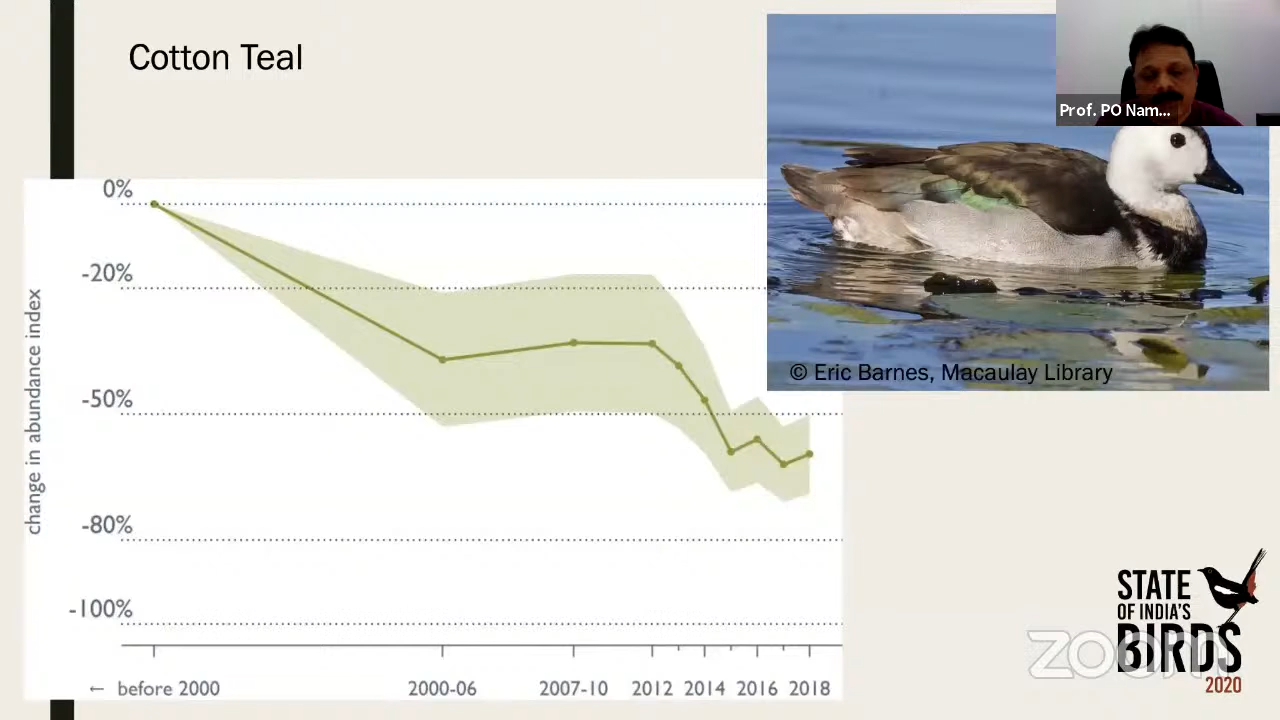 Cotton Teal
Prof. PO Nam...
© Eric Barnes, Macaulay Library
change in abundance index
0%
-20%
-50%
-80%
-100%
← before 2000 2000-06 2007-10 2012 2014 2016 2018
STATE
OF INDIA'S
BIRDS
2020
zoom